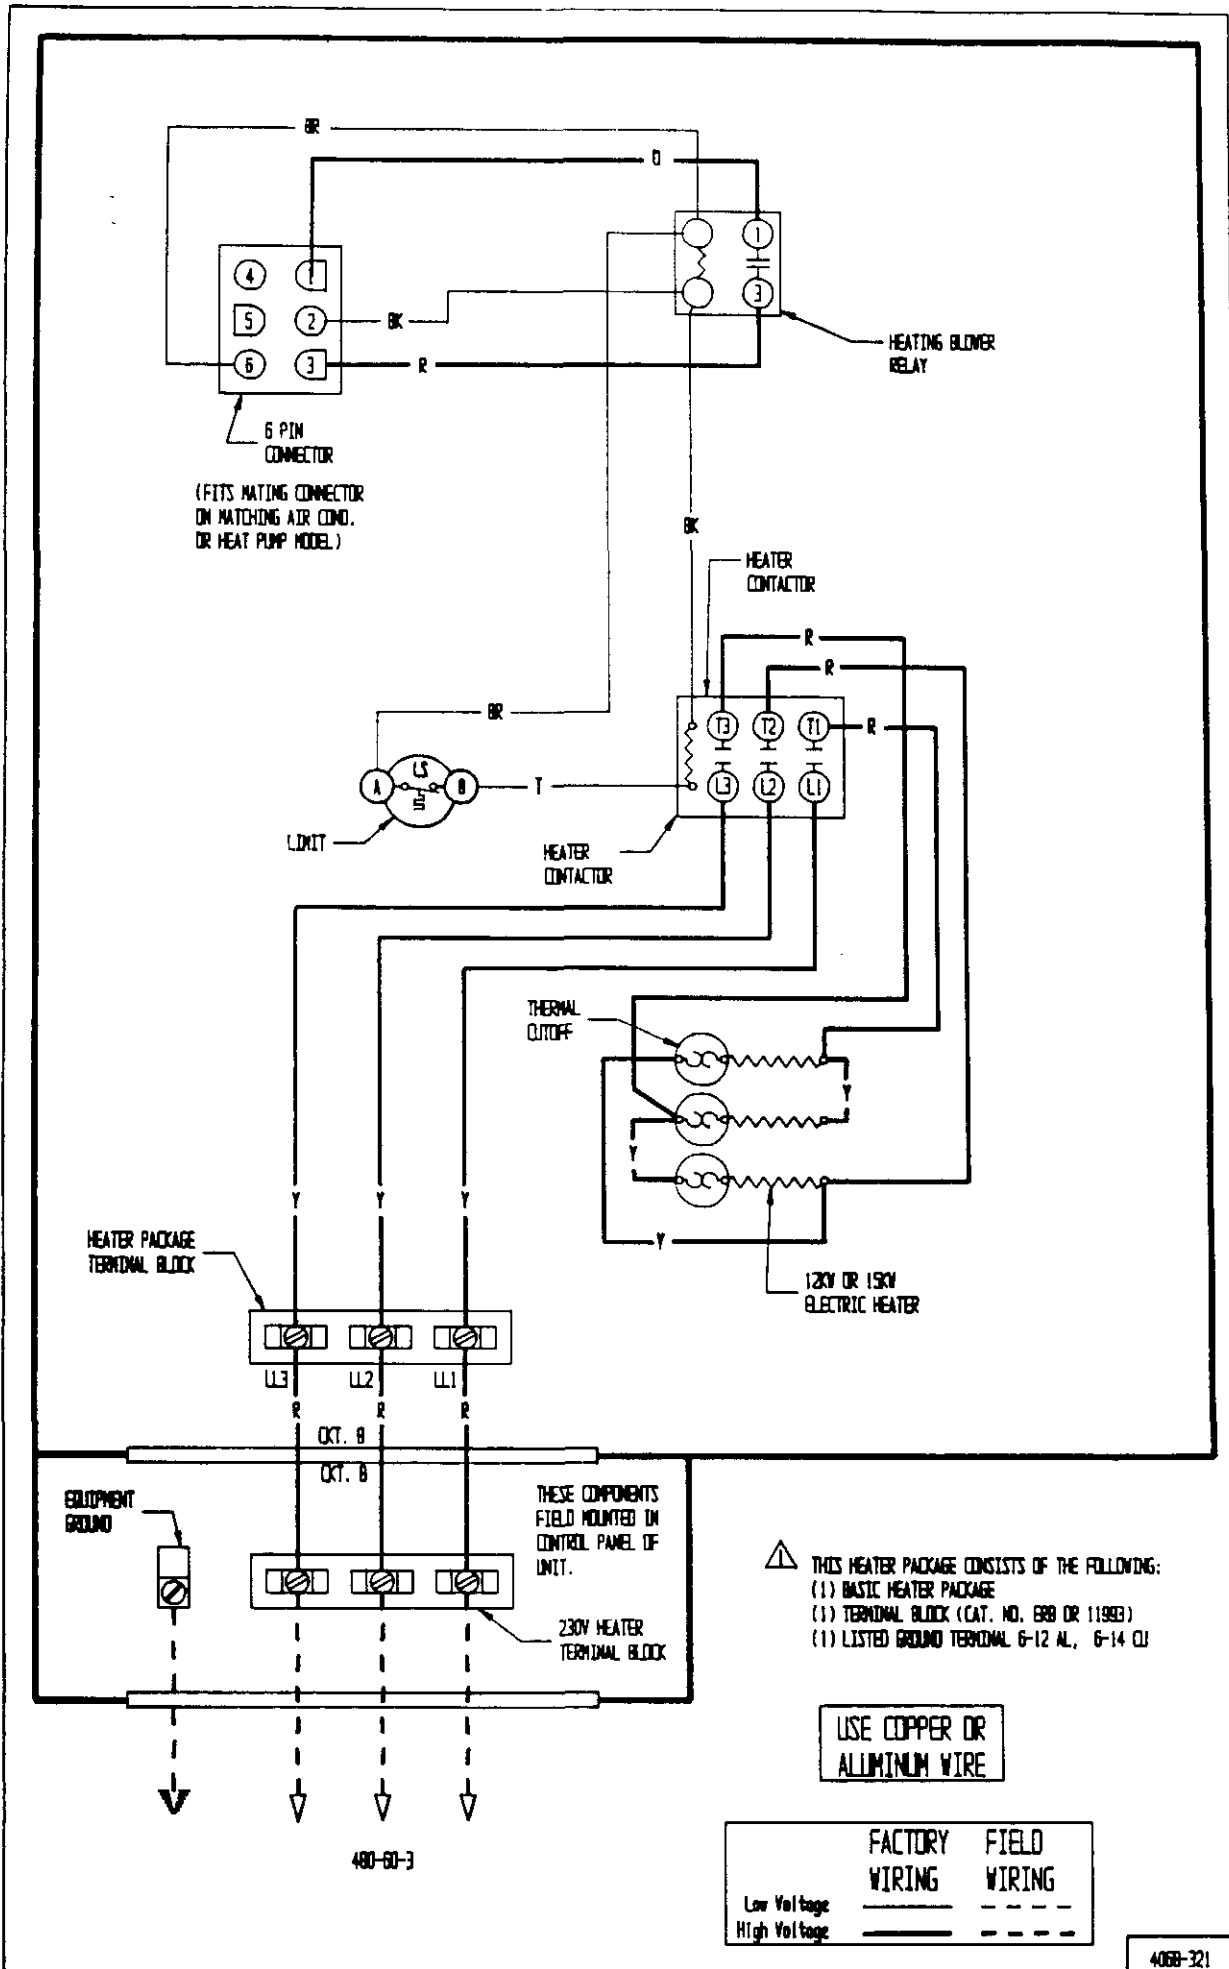 BR
O
1
4
1
5
2
BK
3
6
3
R
HEATING BLOWER
RELAY
6 PIN
CONNECTOR
(FITS MATING CONNECTOR
ON MATCHING AIR COND.
OR HEAT PUMP MODEL)
BK
HEATER
CONTACTOR
R
R
BR
T3
T2
T1
R
LS
A
B
T
L3
L2
L1
LIMIT
HEATER
CONTACTOR
THERMAL
CUTOFF
Y
Y
Y
Y
Y
Y
HEATER PACKAGE
TERMINAL BLOCK
12KW OR 15KW
ELECTRIC HEATER
LL3
LL2
LL1
R
R
R
CKT. B
CKT. B
EQUIPMENT
GROUND
THESE COMPONENTS
FIELD MOUNTED IN
CONTROL PANEL OF
UNIT.
230V HEATER
TERMINAL BLOCK
THIS HEATER PACKAGE CONSISTS OF THE FOLLOWING:
(1) BASIC HEATER PACKAGE
(1) TERMINAL BLOCK (CAT. NO. OR 11993)
(1) LISTED GROUND TERMINAL 6-12 AL, 6-14 CU
USE COPPER OR
ALUMINUM WIRE
480-60-3
FACTORY FIELD
WIRING WIRING
Low Voltage
High Voltage
406B-321